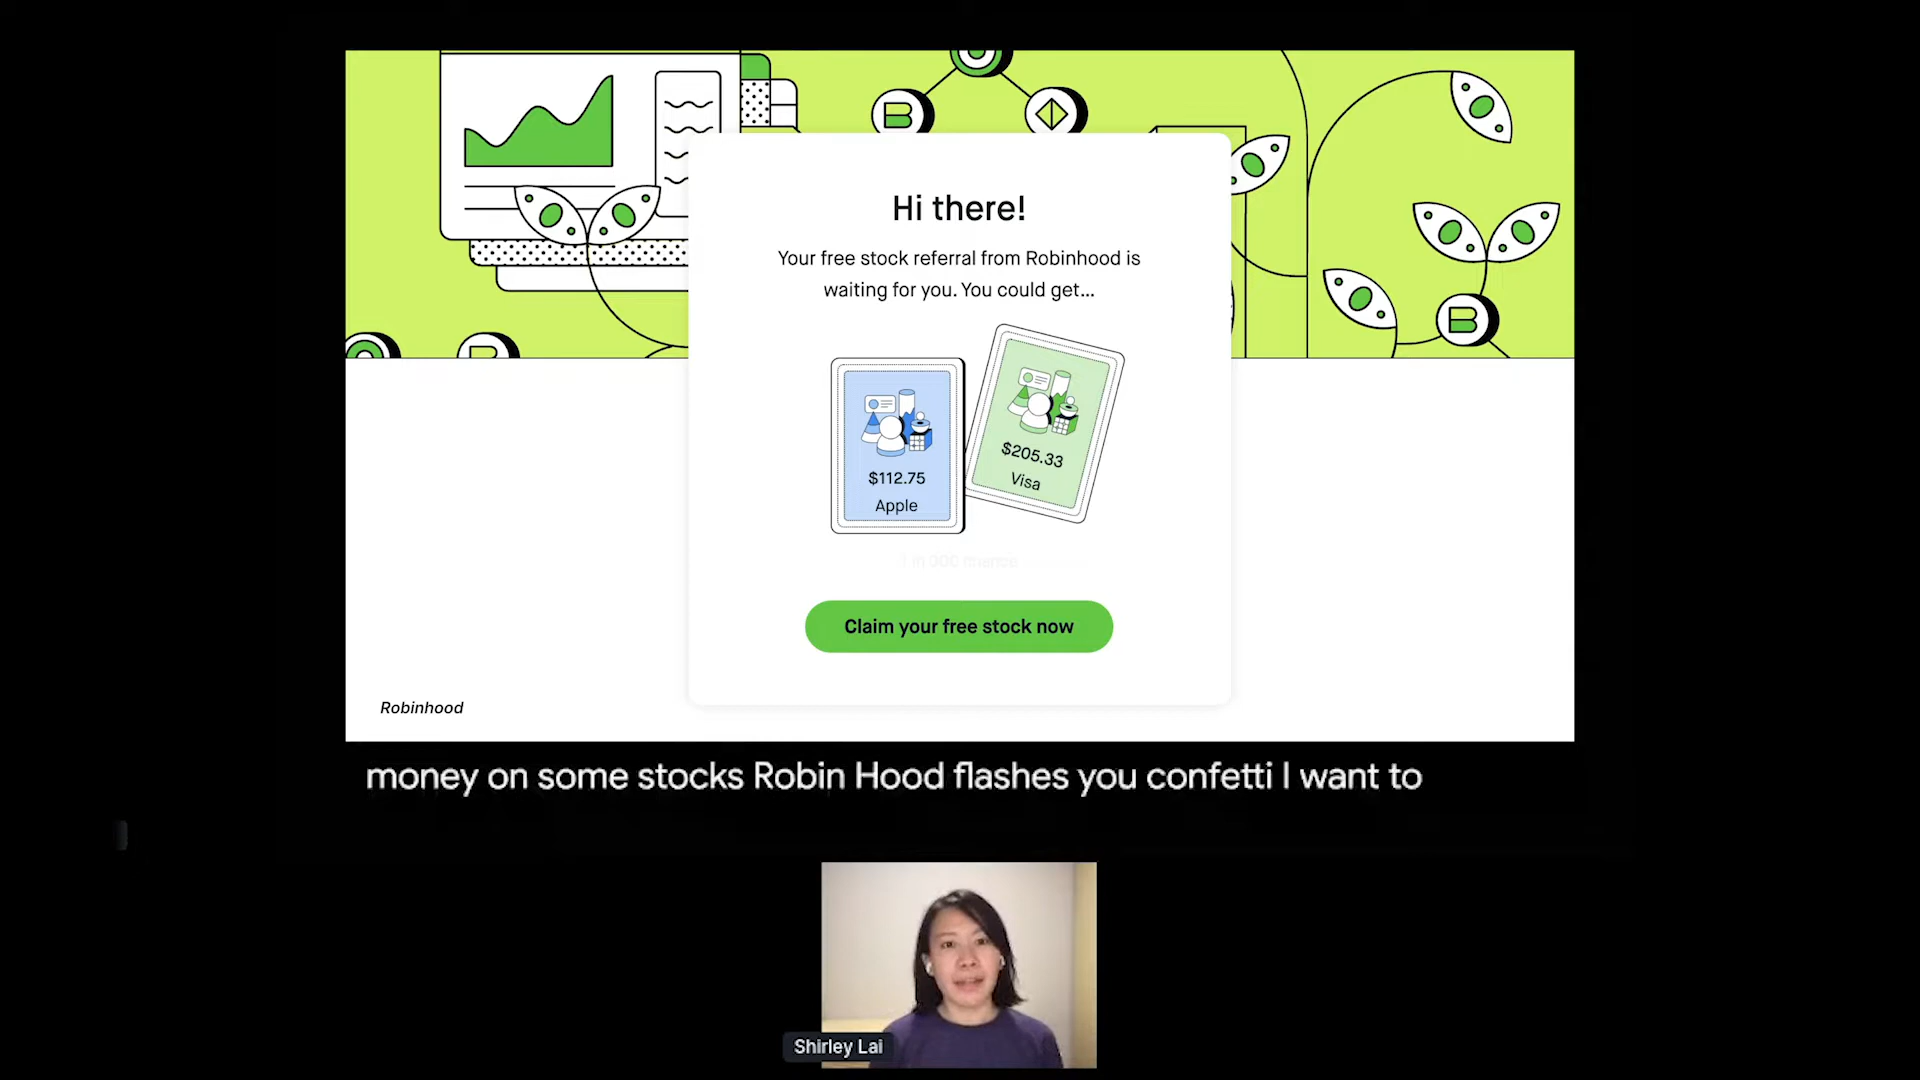 Hi there!
Your free stock referral from Robinhood is
waiting for you. You could get...
$112.75
Apple
$205.33
Visa
Claim your free stock now
Robinhood
money on some stocks Robin Hood flashes you confetti I want to
Shirley Lai